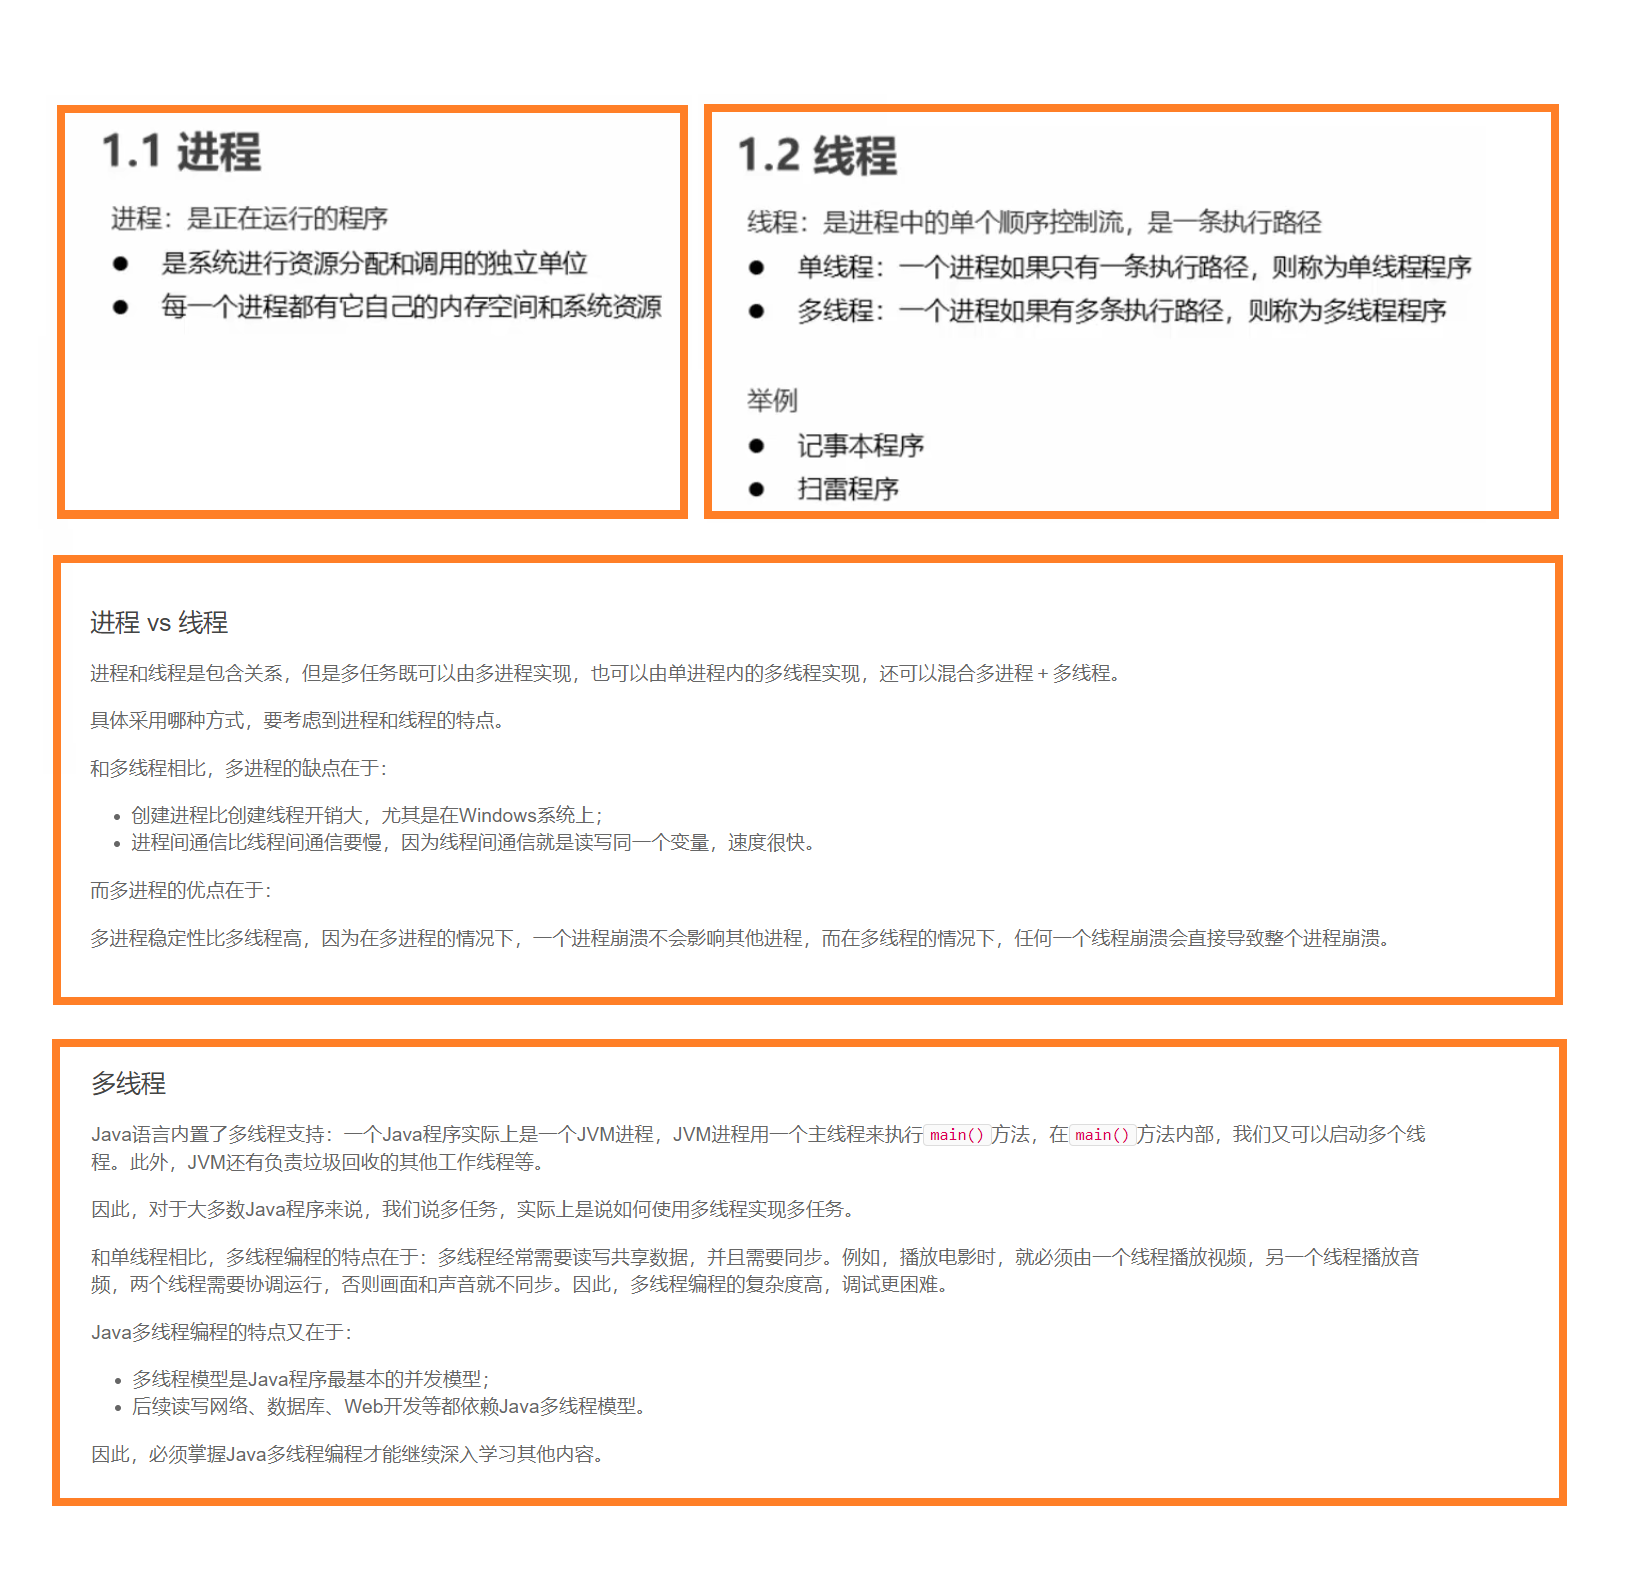 1.1 进程
进程：是正在运行的程序
● 是系统进行资源分配和调用的独立单位
● 每一个进程都有它自己的内存空间和系统资源
1.2 线程
线程：是进程中的单个顺序控制流，是一条执行路径
● 单线程：一个进程如果只有一条执行路径，则称为单线程程序
● 多线程：一个进程如果有多条执行路径，则称为多线程程序
举例
● 记事本程序
● 扫雷程序
进程 vs 线程
进程和线程是包含关系，但是多任务既可以由多进程实现，也可以由单进程内的多线程实现，还可以混合多进程＋多线程。
具体采用哪种方式，要考虑到进程和线程的特点。
和多线程相比，多进程的缺点在于：
• 创建进程比创建线程开销大，尤其是在Windows系统上；
• 进程间通信比线程间通信要慢，因为线程间通信就是读写同一个变量，速度很快。
而多进程的优点在于：
多进程稳定性比多线程高，因为在多进程的情况下，一个进程崩溃不会影响其他进程，而在多线程的情况下，任何一个线程崩溃会直接导致整个进程崩溃。
多线程
Java语言内置了多线程支持：一个Java程序实际上是一个JVM进程，JVM进程用一个主线程来执行main()方法，在main()方法内部，我们又可以启动多个线
程。此外，JVM还有负责垃圾回收的其他工作线程等。
因此，对于大多数Java程序来说，我们说多任务，实际上是说如何使用多线程实现多任务。
和单线程相比，多线程编程的特点在于：多线程经常需要读写共享数据，并且需要同步。例如，播放电影时，就必须由一个线程播放视频，另一个线程播放音
频，两个线程需要协调运行，否则画面和声音就不同步。因此，多线程编程的复杂度高，调试更困难。
Java多线程编程的特点又在于：
• 多线程模型是Java程序最基本的并发模型；
• 后续读写网络、数据库、Web开发等都依赖Java多线程模型。
因此，必须掌握Java多线程编程才能继续深入学习其他内容。